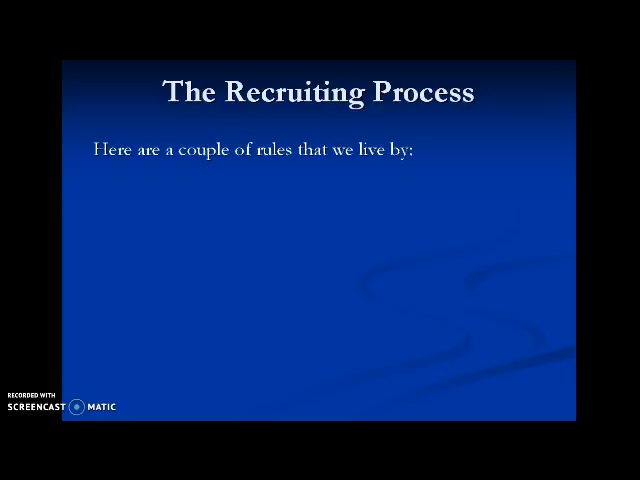 The Recruiting Process
Here are a couple of rules that we live by:
RECORDED WITH
SCREENCAST MATIC